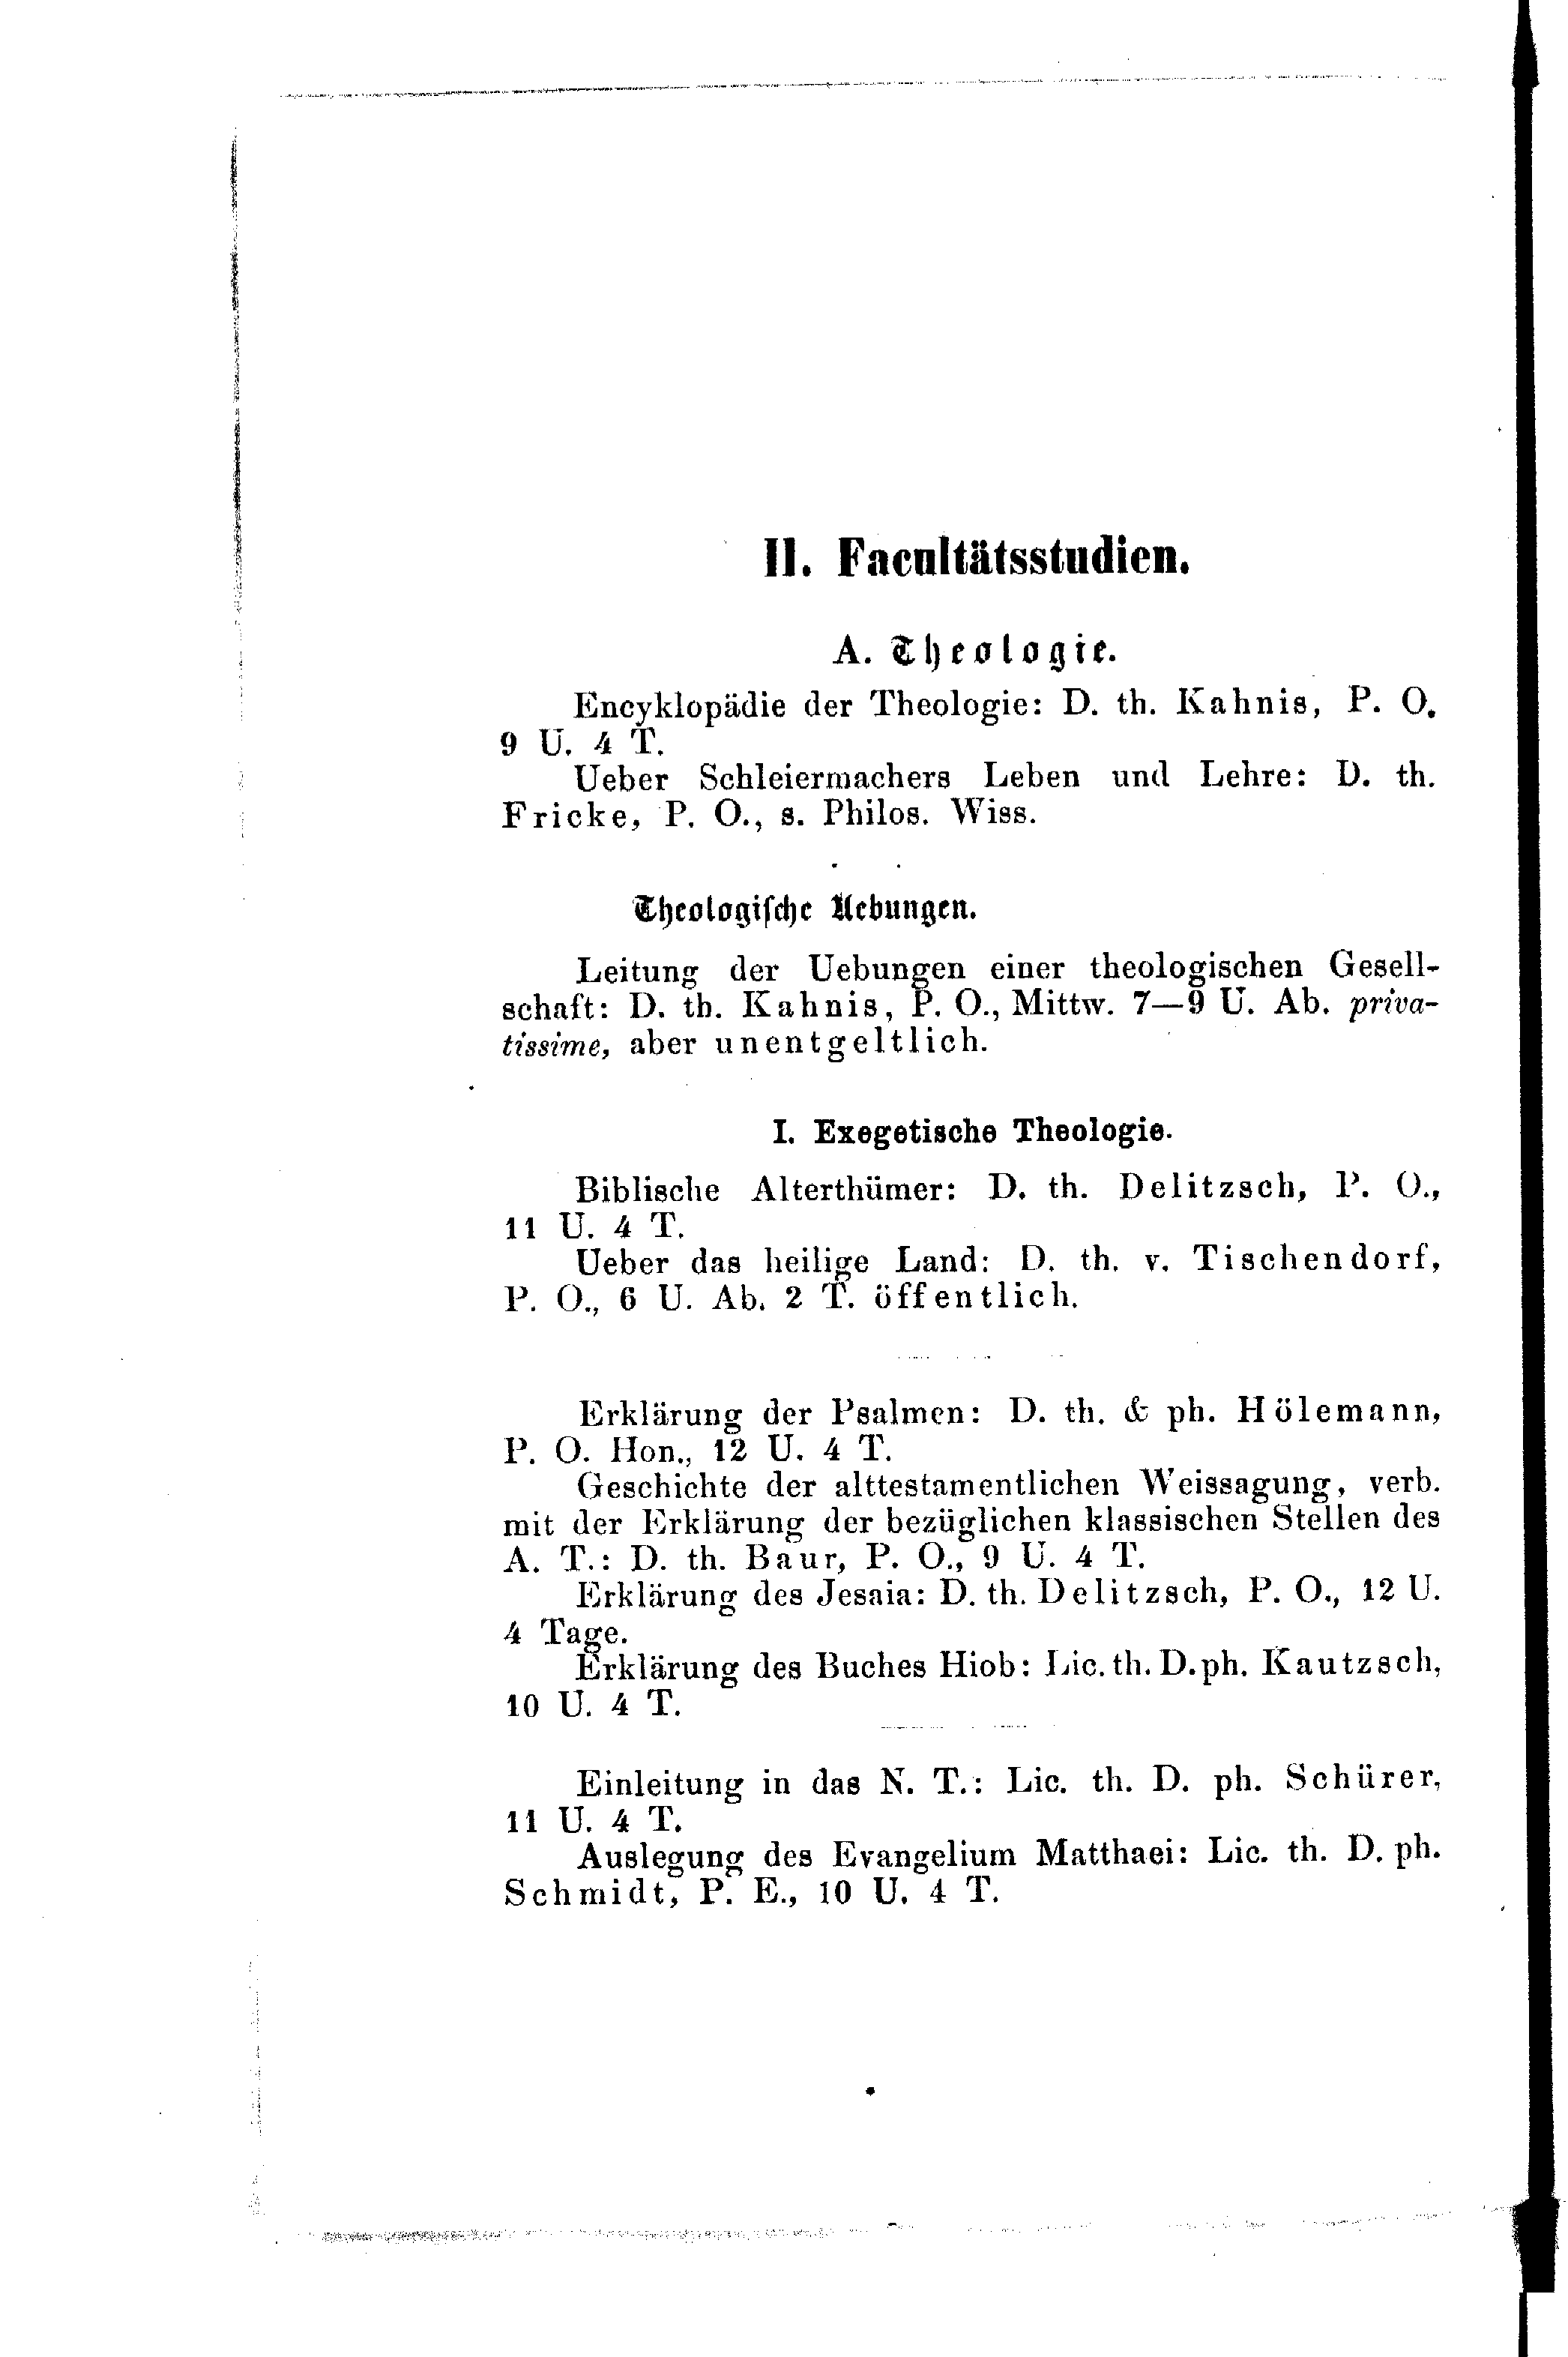 II. Facultätsstudien.
A. Theologie.
Encyklopädie der Theologie: D. th. Kahnis, P. O.
9 U. 4 T.
Ueber Schleiermachers Leben und Lehre: D. th.
Fricke, P. O., s. Philos. Wiss.
Theologische Uebungen.
Leitung der Uebungen einer theologischen Gesell-
schaft: D. th. Kahnis, P. O., Mittw. 7—9 U. Ab. priva-
tissime, aber unentgeltlich.
I. Exegetische Theologie.
Biblische Alterthümer: D. th. Delitzsch, P. O.,
11 U. 4 T.
Ueber das heilige Land: D. th. v. Tischendorf,
P. O., 6 U. Ab. 2 T. öffentlich.
Erklärung der Psalmen: D. th. & ph. Hölemann,
P. O. Hon., 12 U. 4 T.
Geschichte der alttestamentlichen Weissagung, verb.
mit der Erklärung der bezüglichen klassischen Stellen des
A. T.: D. th. Baur, P. O., 9 U. 4 T.
Erklärung des Jesaia: D. th. Delitzsch, P. O., 12 U.
4 Tage.
Erklärung des Buches Hiob: Lic. th. D. ph. Kautzsch,
10 U. 4 T.
Einleitung in das N. T.: Lic. th. D. ph. Schürer,
11 U. 4 T.
Auslegung des Evangelium Matthaei: Lic. th. D. ph.
Schmidt, P. E., 10 U. 4 T.